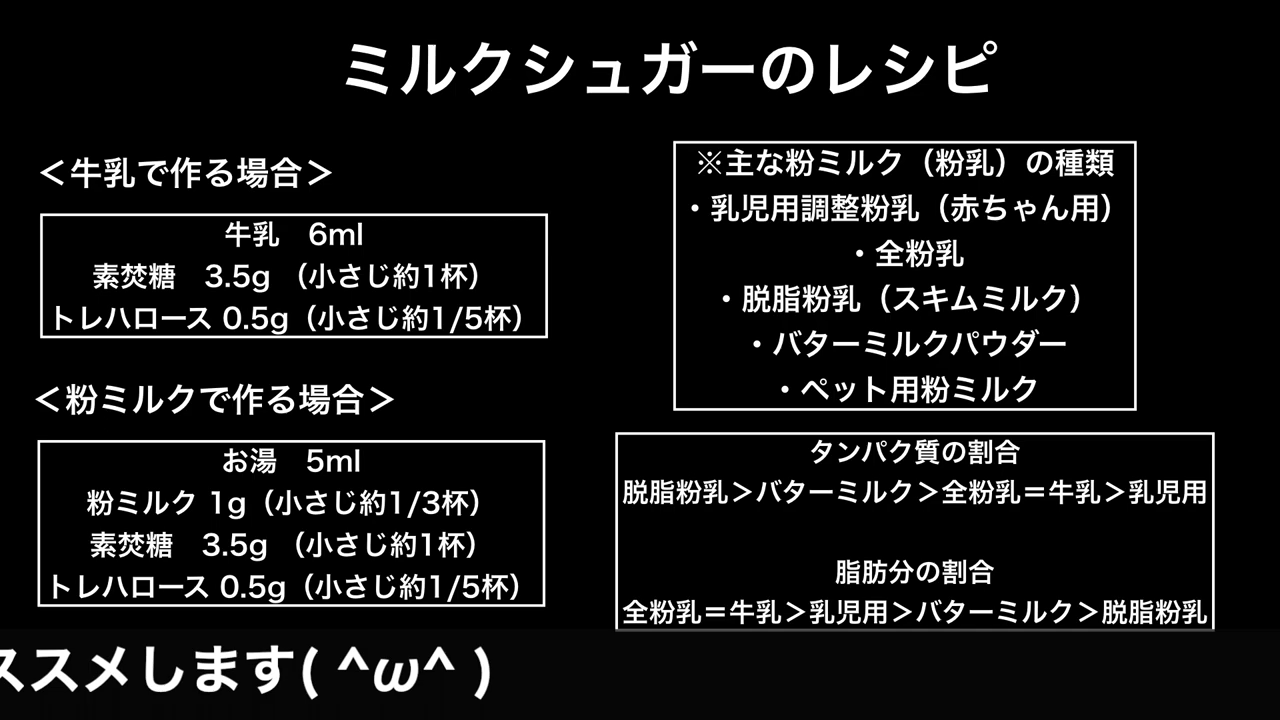 ミルクシュガーのレシピ
＜牛乳で作る場合＞
牛乳　6ml
素焚糖　3.5g （小さじ約1杯）
トレハロース 0.5g（小さじ約1/5杯）
＜粉ミルクで作る場合＞
お湯　5ml
粉ミルク 1g（小さじ約1/3杯）
素焚糖　3.5g （小さじ約1杯）
トレハロース 0.5g（小さじ約1/5杯）
※主な粉ミルク（粉乳）の種類
・乳児用調整粉乳（赤ちゃん用）
・全粉乳
・脱脂粉乳（スキムミルク）
・バターミルクパウダー
・ペット用粉ミルク
タンパク質の割合
脱脂粉乳＞バターミルク＞全粉乳＝牛乳＞乳児用
脂肪分の割合
全粉乳＝牛乳＞乳児用＞バターミルク＞脱脂粉乳
ススメします( ^ω^ )